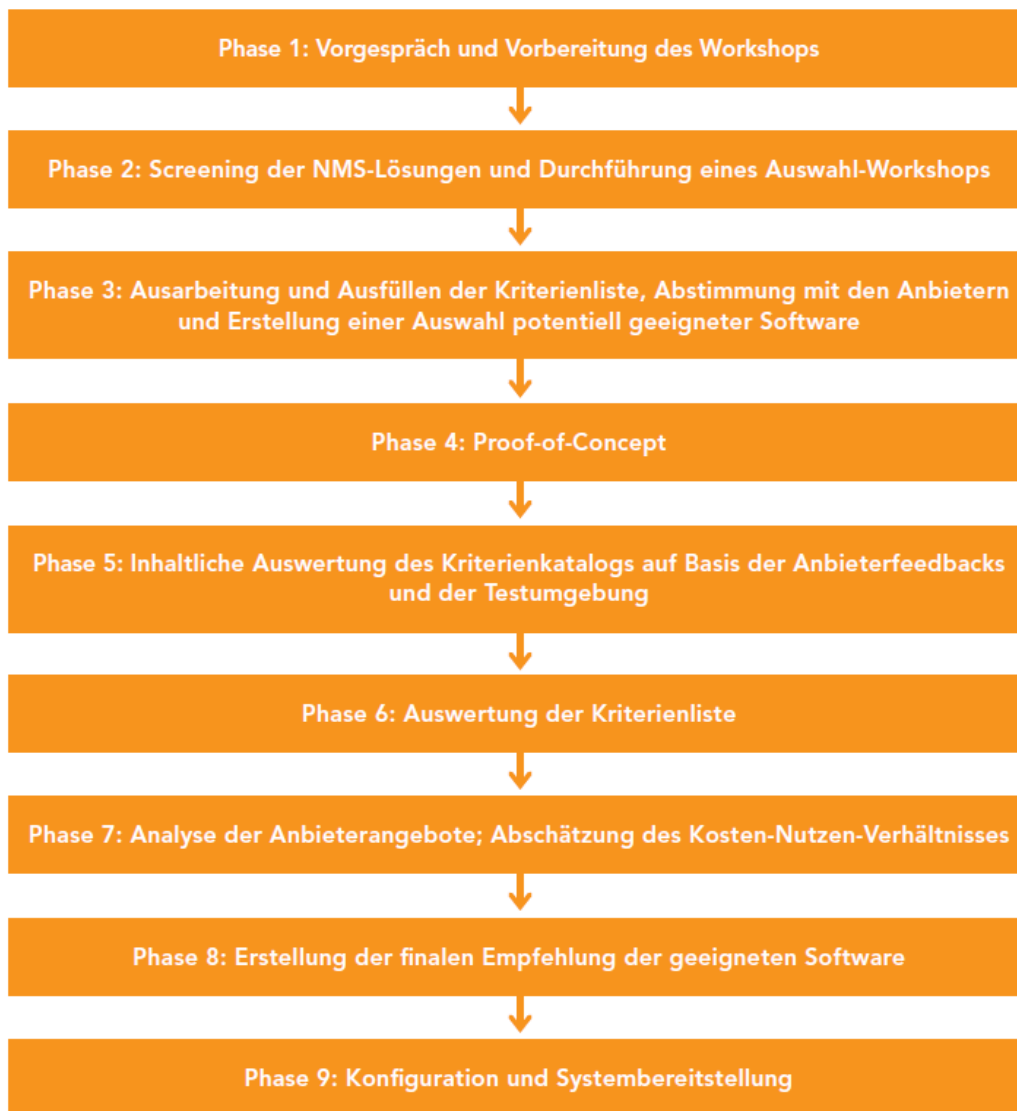 Phase 1: Vorgespräch und Vorbereitung des Workshops
Phase 2: Screening der NMS-Lösungen und Durchführung eines Auswahl-Workshops
Phase 3: Ausarbeitung und Ausfüllen der Kriterienliste, Abstimmung mit den Anbietern
und Erstellung einer Auswahl potentiell geeigneter Software
Phase 4: Proof-of-Concept
Phase 5: Inhaltliche Auswertung des Kriterienkatalogs auf Basis der Anbieterfeedbacks
und der Testumgebung
Phase 6: Auswertung der Kriterienliste
Phase 7: Analyse der Anbieterangebote; Abschätzung des Kosten-Nutzen-Verhältnisses
Phase 8: Erstellung der finalen Empfehlung der geeigneten Software
Phase 9: Konfiguration und Systembereitstellung